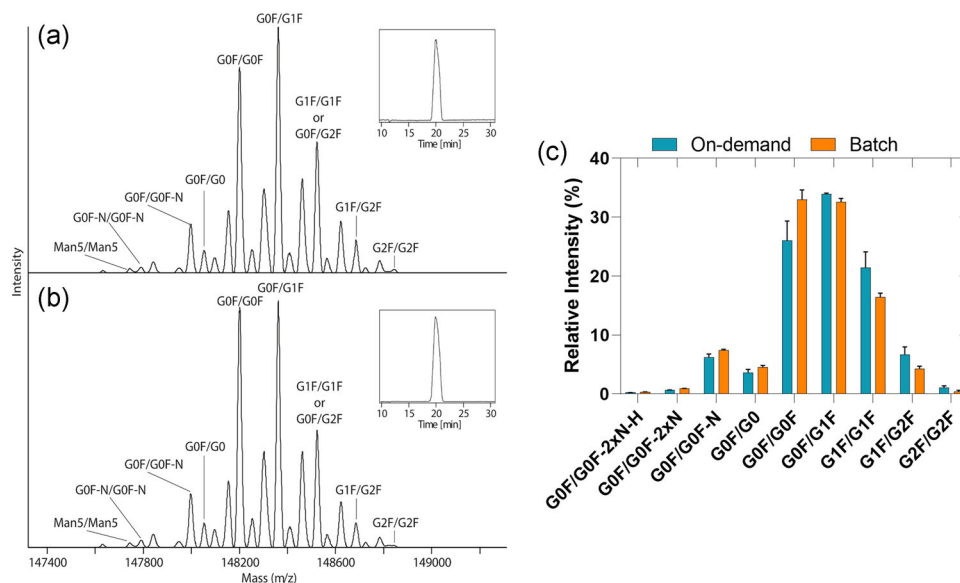 (a)
G0F/G1F
G0F/G0F
G1F/G1F
or
G0F/G2F
G0F/G0F-N
G0F/G0
G0F-N/G0F-N
Man5/Man5
G1F/G2F
G2F/G2F
10 15 20 25 30
Time [min]
Intensity
(b)
G0F/G1F
G0F/G0F
G1F/G1F
or
G0F/G2F
G0F/G0
G0F/G0F-N
G0F-N/G0F-N
Man5/Man5
G1F/G2F
G2F/G2F
10 15 20 25 30
Time [min]
147400 147800 148200 148600 149000
Mass (m/z)
(c)
On-demand Batch
Relative Intensity (%)
40
30
20
10
0
G0F/G0F-2xN-H
G0F/G0F-2xN
G0F/G0F-N
G0F/G0
G0F/G0F
G0F/G1F
G1F/G1F
G1F/G2F
G2F/G2F